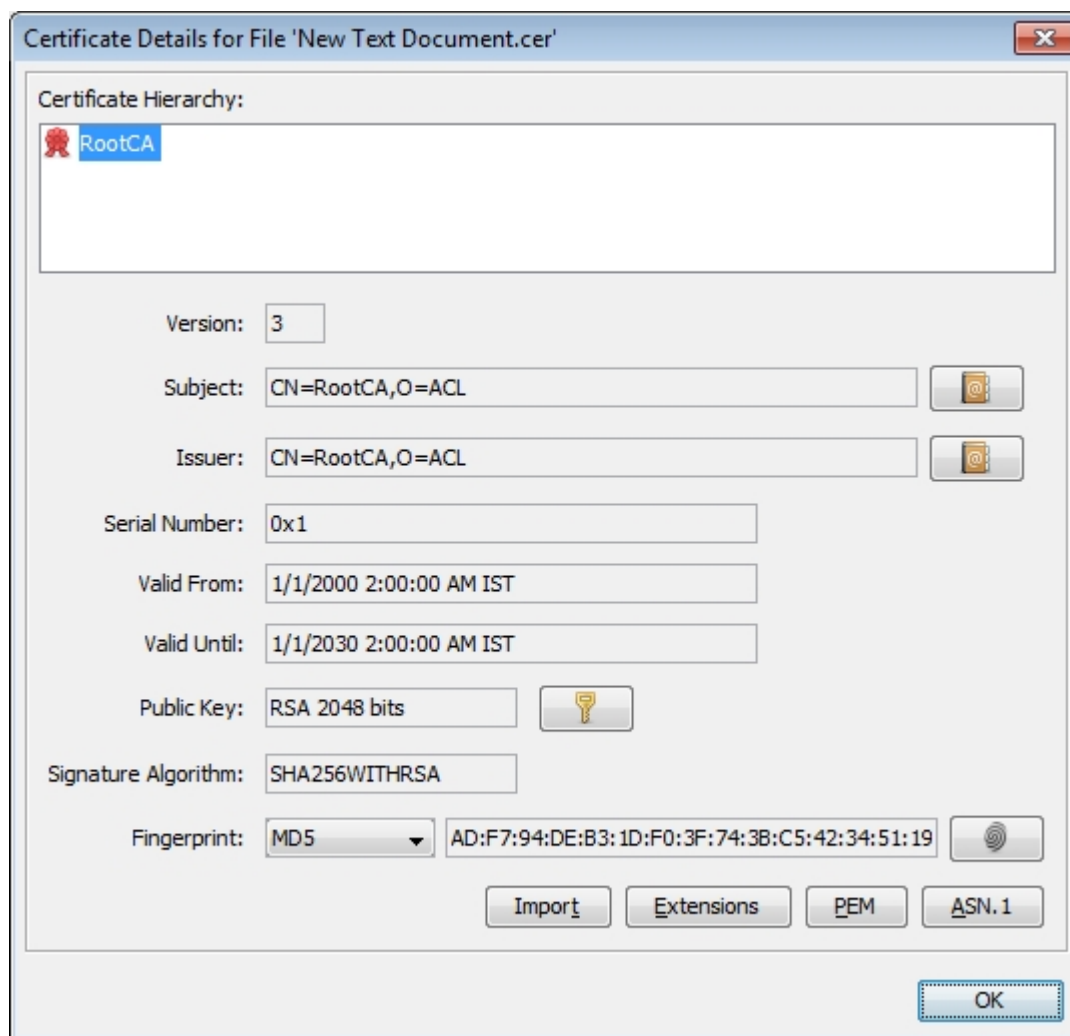 Certificate Details for File 'New Text Document.cer'
Certificate Hierarchy:
RootCA
Version: 3
Subject: CN=RootCA,O=ACL
Issuer: CN=RootCA,O=ACL
Serial Number: 0x1
Valid From: 1/1/2000 2:00:00 AM IST
Valid Until: 1/1/2030 2:00:00 AM IST
Public Key: RSA 2048 bits
Signature Algorithm: SHA256WITHRSA
Fingerprint: MD5 AD:F7:94:DE:B3:1D:F0:3F:74:3B:C5:42:34:51:19
Import Extensions PEM ASN.1
OK